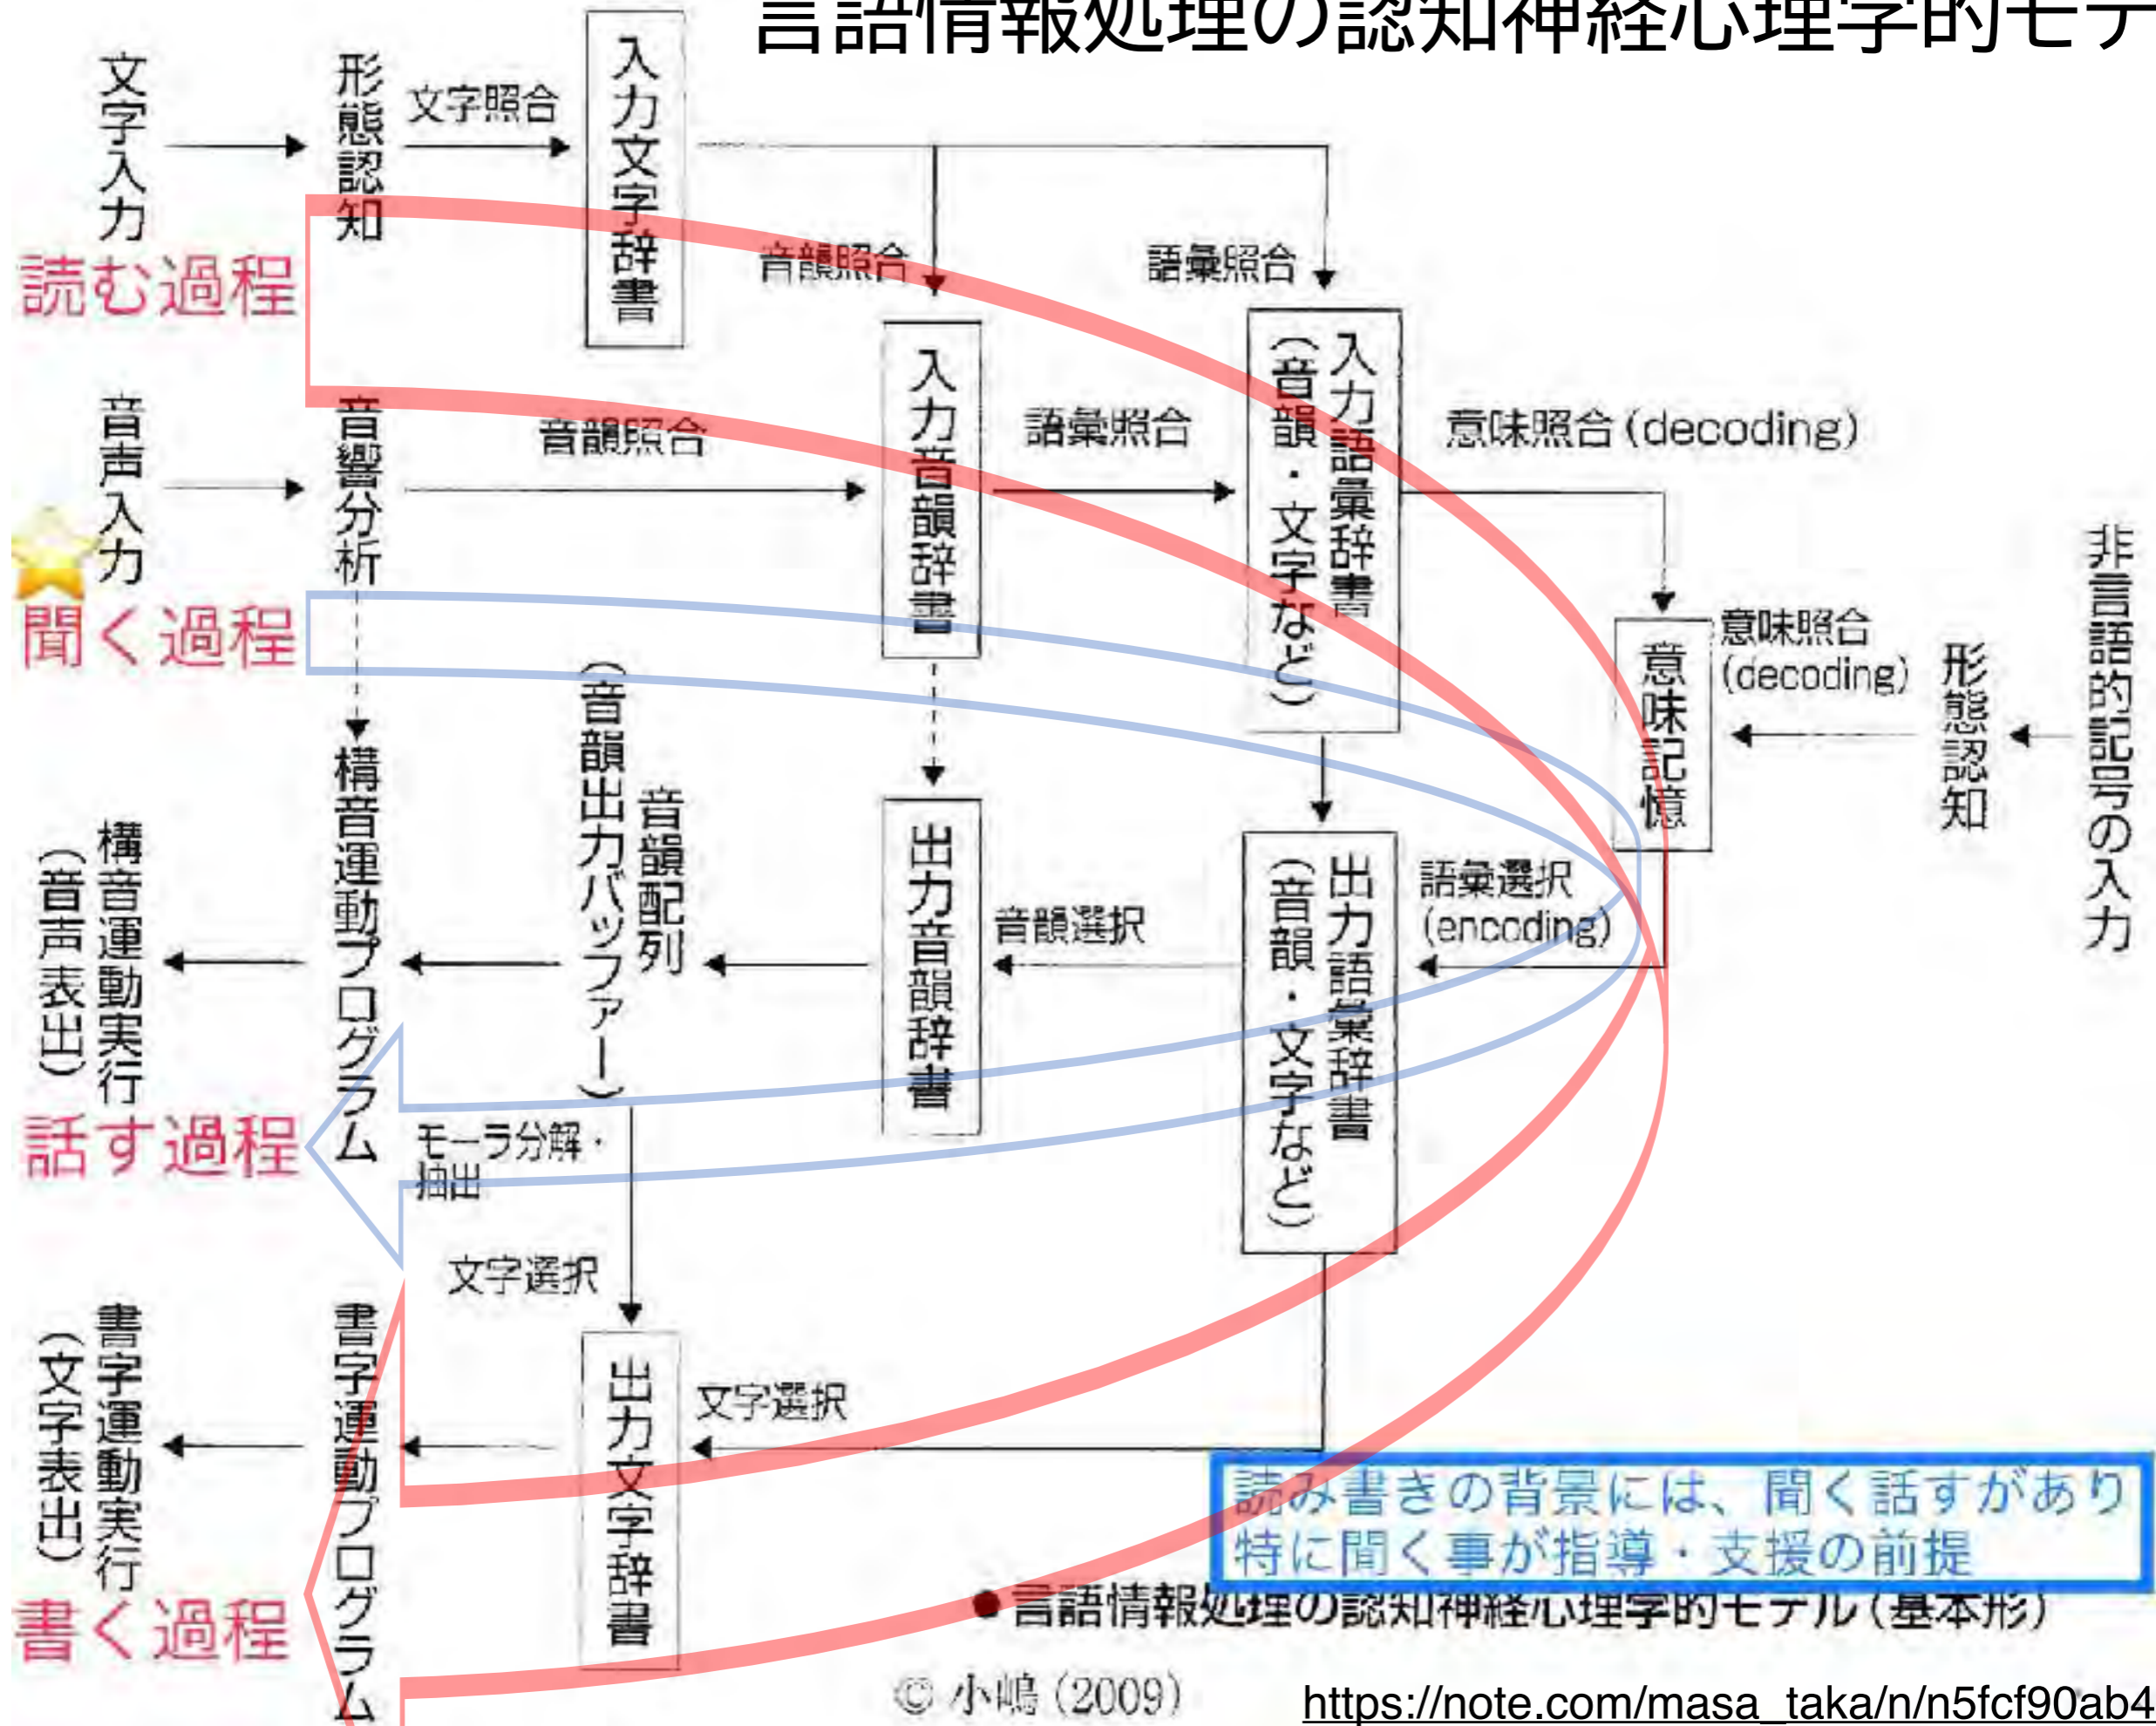 言語情報処理の認知神経心理学的モデ
文字入力
形態認知
文字照合
入力文字辞書
読む過程
音韻照合
語彙照合
音声入力
音響分析
音韻照合
入力音韻辞書
語彙照合
入力語彙辞書
（音韻・文字など）
意味照合 (decoding)
聞く過程
意味記憶
意味照合
(decoding)
形態認知
非言語的記号の入力
構音運動実行
（音声表出）
構音運動プログラム
音韻配列
（音韻出力バッファー）
出力音韻辞書
音韻選択
出力語彙辞書
（音韻・文字など）
語彙選択
(encoding)
話す過程
モーラ分解・
抽出
文字選択
書字運動実行
（文字表出）
書字運動プログラム
出力文字辞書
文字選択
書く過程
読み書きの背景には、聞く話すがあり
特に聞く事が指導・支援の前提
●言語情報処理の認知神経心理学的モデル（基本形）
© 小嶋 (2009)
https://note.com/masa_taka/n/n5fcf90ab4